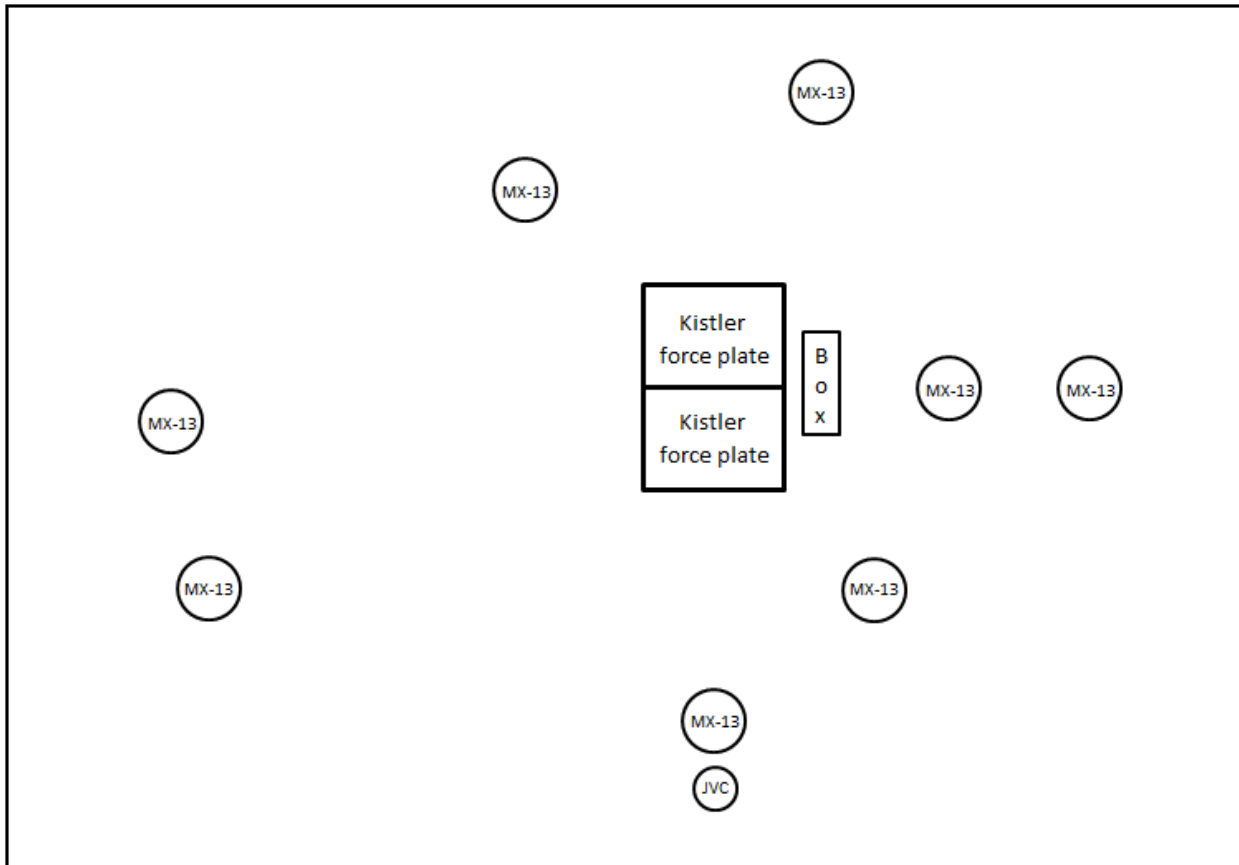 MX-13
MX-13
Kistler
force plate
B
o
x
Kistler
force plate
MX-13
MX-13
MX-13
MX-13
MX-13
MX-13
JVC